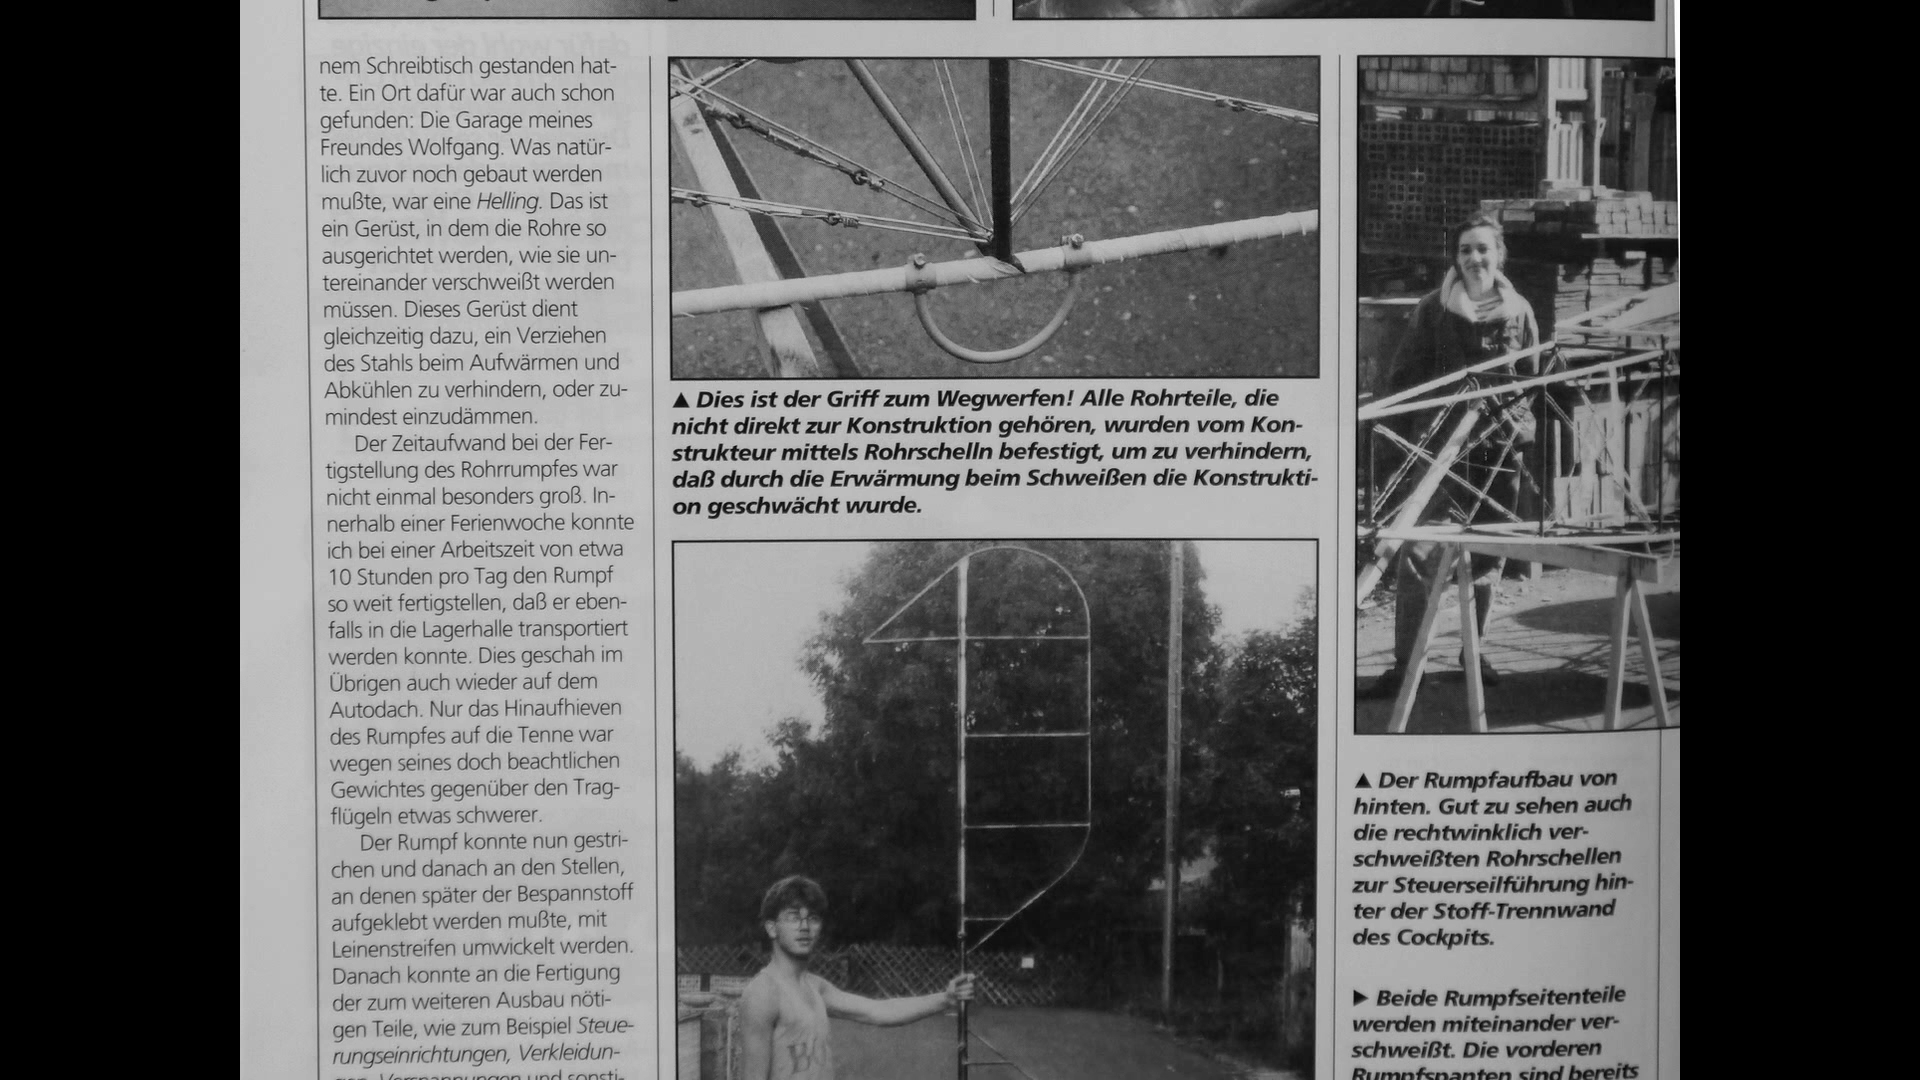 nem Schreibtisch gestanden hat-
te. Ein Ort dafür war auch schon
gefunden: Die Garage meines
Freundes Wolfgang. Was natür-
lich zuvor noch gebaut werden
mußte, war eine Helling. Das ist
ein Gerüst, in dem die Rohre so
ausgerichtet werden, wie sie un-
tereinander verschweißt werden
müssen. Dieses Gerüst dient
gleichzeitig dazu, ein Verziehen
des Stahls beim Aufwärmen und
Abkühlen zu verhindern, oder zu-
mindest einzudämmen.
Der Zeitaufwand bei der Fer-
tigstellung des Rohrrumpfes war
nicht einmal besonders groß. In-
nerhalb einer Ferienwoche konnte
ich bei einer Arbeitszeit von etwa
10 Stunden pro Tag den Rumpf
so weit fertigstellen, daß er eben-
falls in die Lagerhalle transportiert
werden konnte. Dies geschah im
Übrigen auch wieder auf dem
Autodach. Nur das Hinaufhieven
des Rumpfes auf die Tenne war
wegen seines doch beachtlichen
Gewichtes gegenüber den Trag-
flügeln etwas schwerer.
Der Rumpf konnte nun gestri-
chen und danach an den Stellen,
an denen später der Bespannstoff
aufgeklebt werden mußte, mit
Leinenstreifen umwickelt werden.
Danach konnte an die Fertigung
der zum weiteren Ausbau nöti-
gen Teile, wie zum Beispiel Steue-
rungseinrichtungen, Verkleidun-
gen, Verspannungen und sonsti-
▲ Dies ist der Griff zum Wegwerfen! Alle Rohrteile, die
nicht direkt zur Konstruktion gehören, wurden vom Kon-
strukteur mittels Rohrschelln befestigt, um zu verhindern,
daß durch die Erwärmung beim Schweißen die Konstrukti-
on geschwächt wurde.
▲ Der Rumpfaufbau von
hinten. Gut zu sehen auch
die rechtwinklich ver-
schweißten Rohrschellen
zur Steuerseilführung hin-
ter der Stoff-Trennwand
des Cockpits.
► Beide Rumpfseitenteile
werden miteinander ver-
schweißt. Die vorderen
Rumpfspanten sind bereits